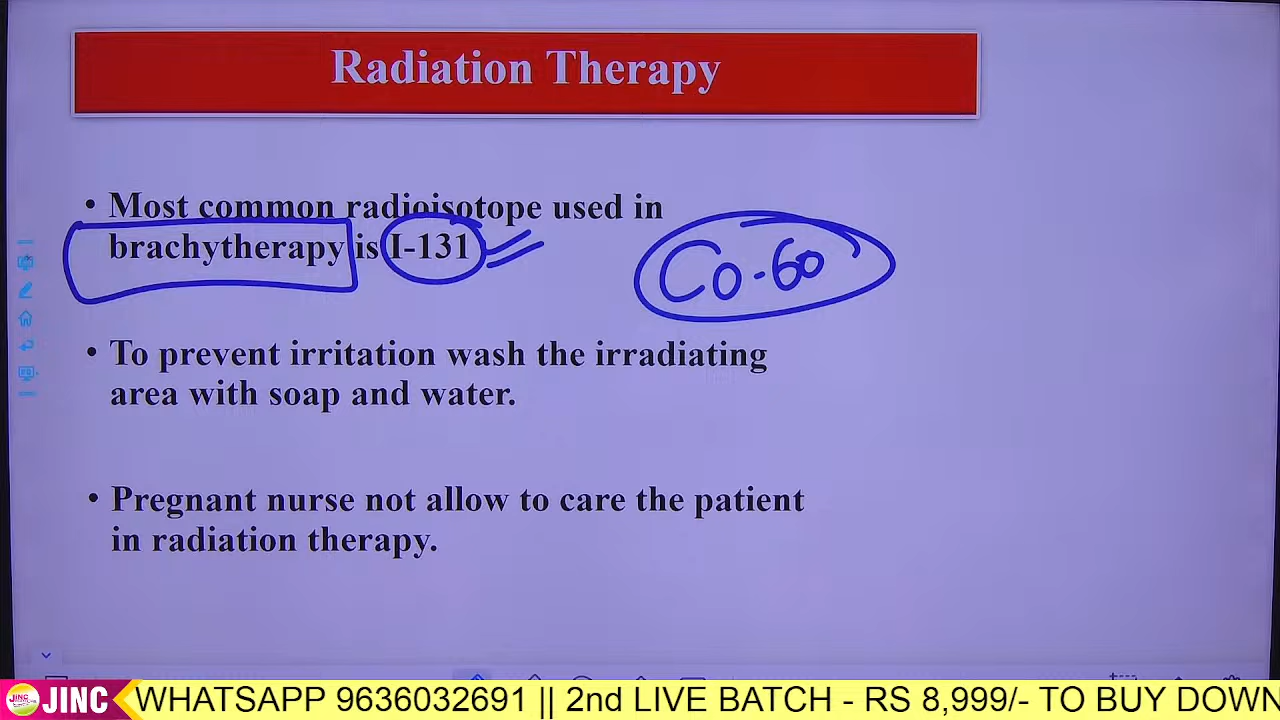 Radiation Therapy
• Most common radioisotope used in
brachytherapy is I-131
Co-60
• To prevent irritation wash the irradiating
area with soap and water.
• Pregnant nurse not allow to care the patient
in radiation therapy.
JINC WHATSAPP 9636032691 || 2nd LIVE BATCH - RS 8,999/- TO BUY DOWN